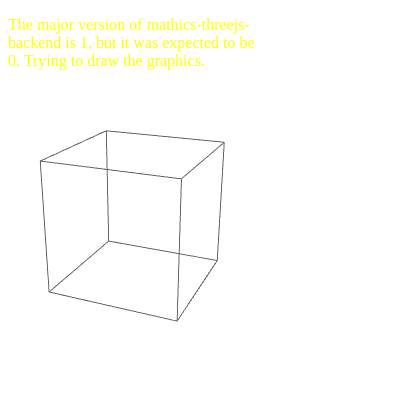 The major version of mathics-threejs-
backend is 1, but it was expected to be
0. Trying to draw the graphics.